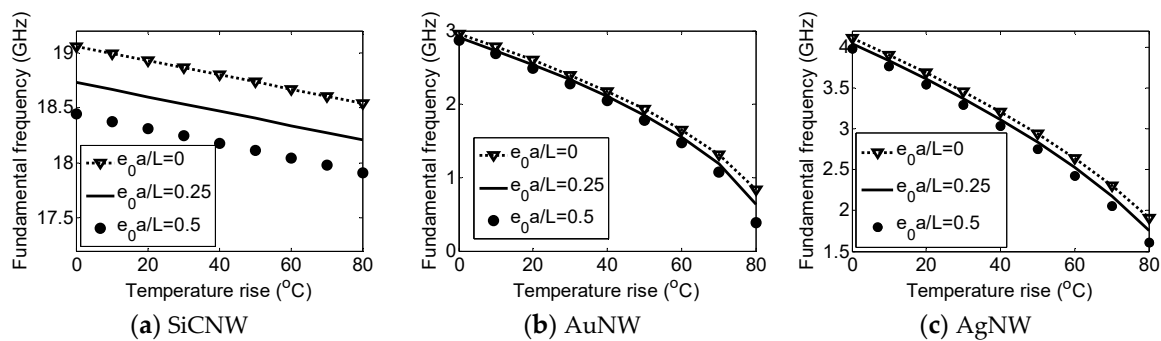 Fundamental frequency (GHz)
19
18.5
18
17.5
0 20 40 60 80
Temperature rise (°C)
e₀a/L=0
e₀a/L=0.25
e₀a/L=0.5
(a) SiCNW
Fundamental frequency (GHz)
3
2
1
0
0 20 40 60 80
Temperature rise (°C)
e₀a/L=0
e₀a/L=0.25
e₀a/L=0.5
(b) AuNW
Fundamental frequency (GHz)
4
3.5
3
2.5
2
1.5
0 20 40 60 80
Temperature rise (°C)
e₀a/L=0
e₀a/L=0.25
e₀a/L=0.5
(c) AgNW